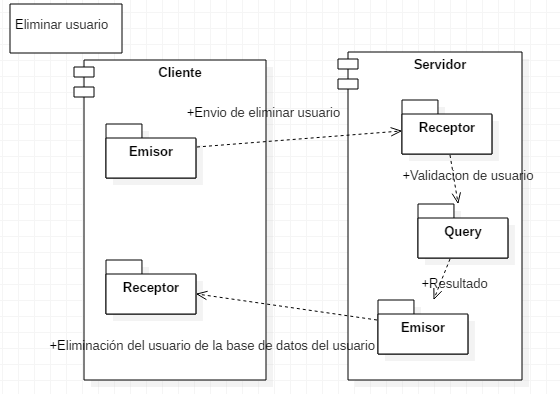 Eliminar usuario
Cliente
Servidor
+Envio de eliminar usuario
Receptor
Emisor
+Validacion de usuario
Query
+Resultado
Receptor
Emisor
+Eliminación del usuario de la base de datos del usuario